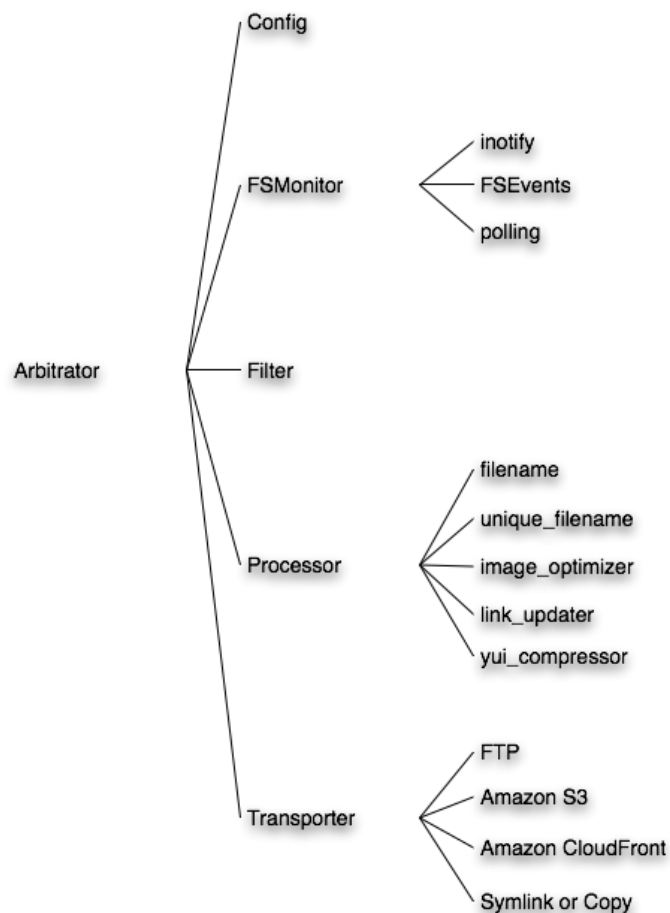 Config
inotify
FSMonitor
FSEvents
polling
Arbitrator
Filter
filename
unique_filename
Processor
image_optimizer
link_updater
yui_compressor
FTP
Amazon S3
Transporter
Amazon CloudFront
Symlink or Copy